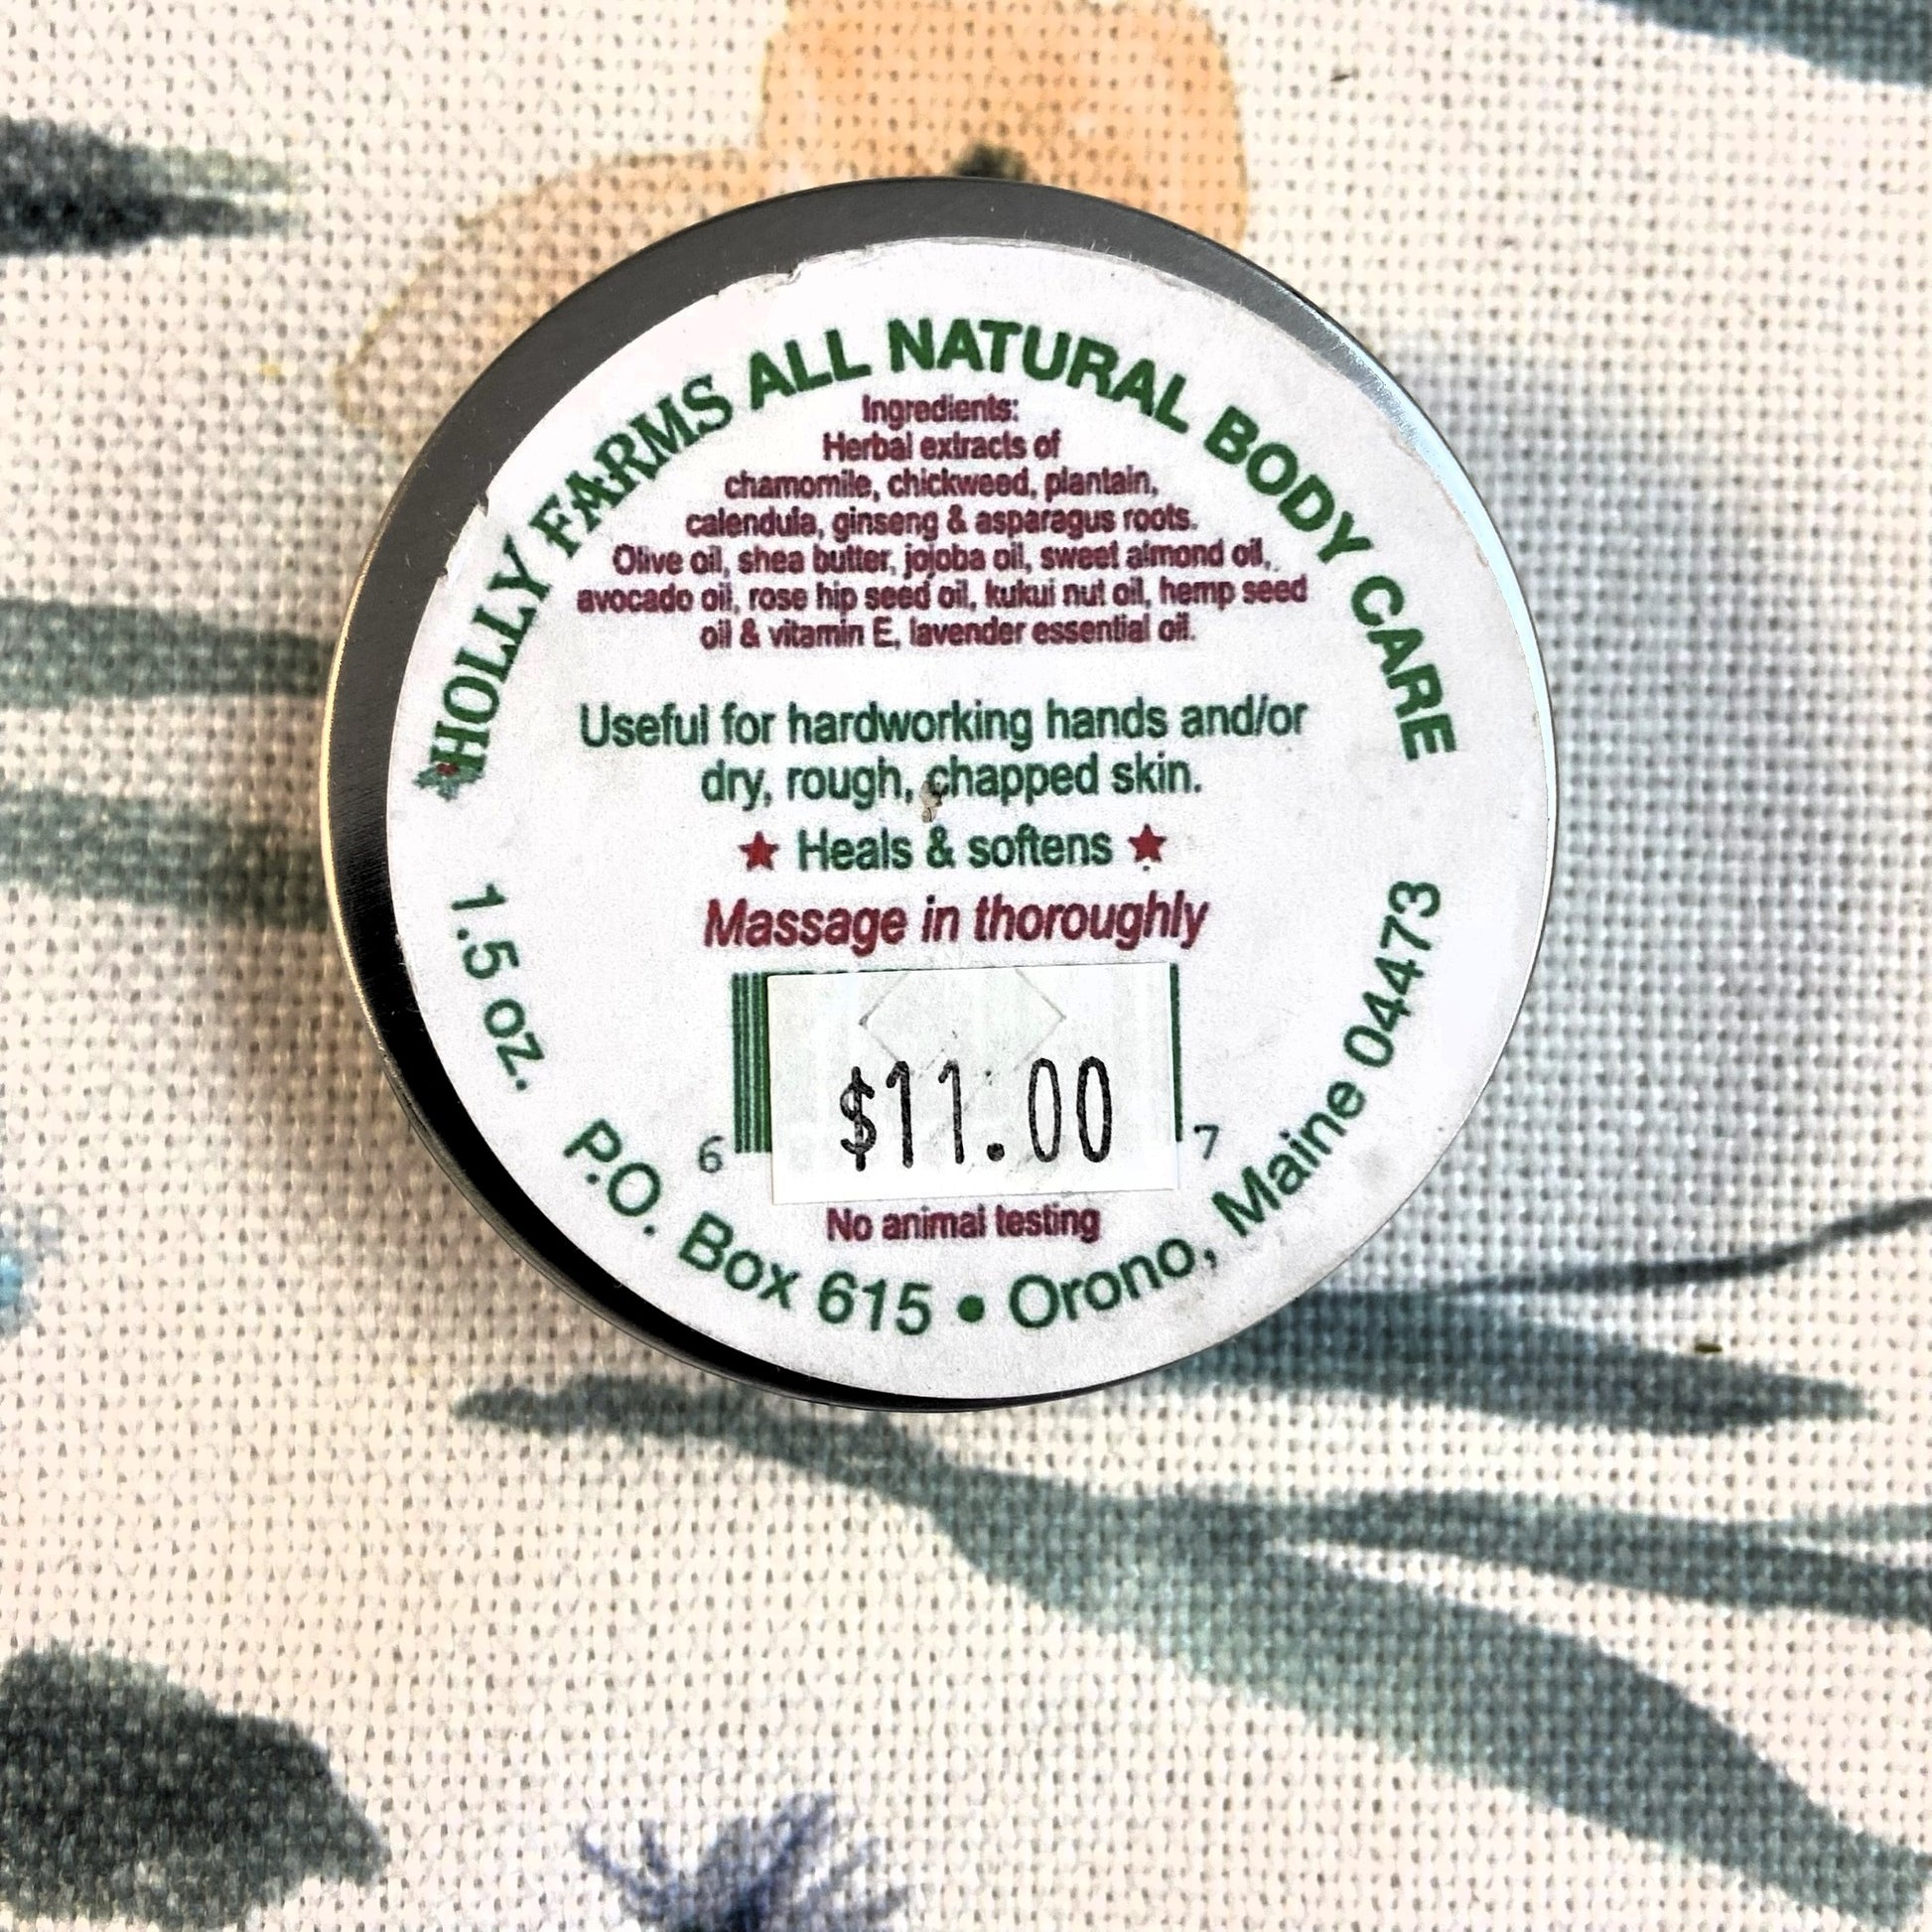 HOLLY FARMS ALL NATURAL BODY CARE
Ingredients:
Herbal extracts of
chamomile, chickweed, plantain,
calendula, ginseng & asparagus roots.
Olive oil, shea butter, jojoba oil, sweet almond oil,
avocado oil, rose hip seed oil, kukui nut oil, hemp seed
oil & vitamin E, lavender essential oil.
Useful for hardworking hands and/or
dry, rough, chapped skin.
★ Heals & softens ★
Massage in thoroughly
$11.00
6 7
No animal testing
1.5 oz.
P.O. Box 615 • Orono, Maine 04473